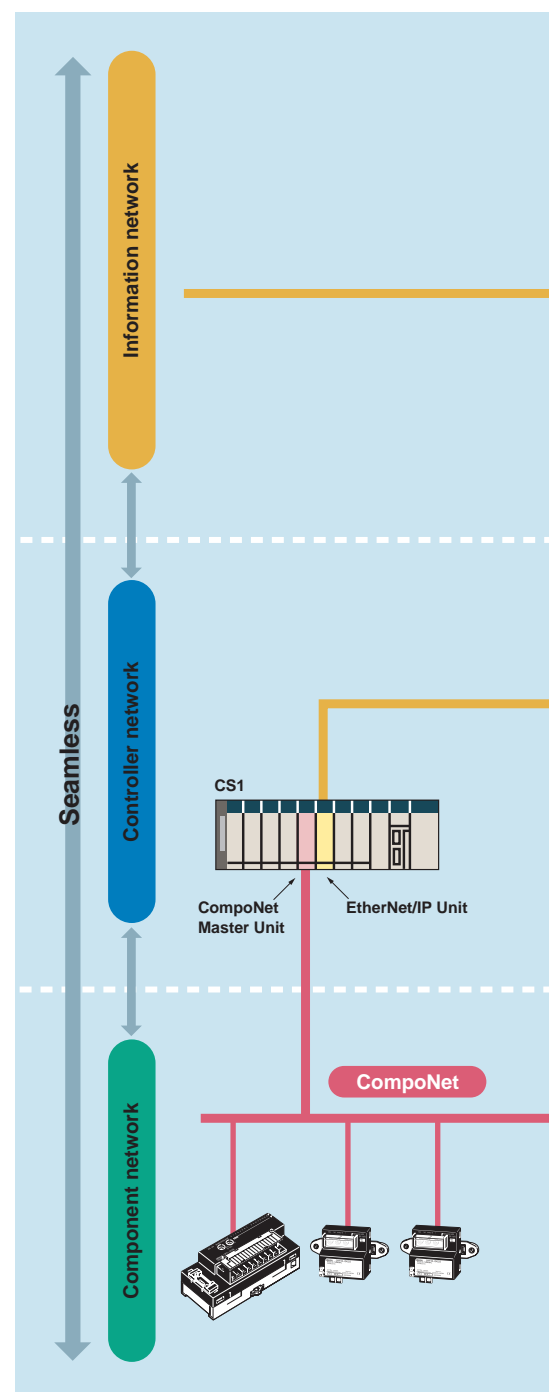 Seamless
Information network
Controller network
CS1
CompoNet
Master Unit
EtherNet/IP Unit
Component network
CompoNet